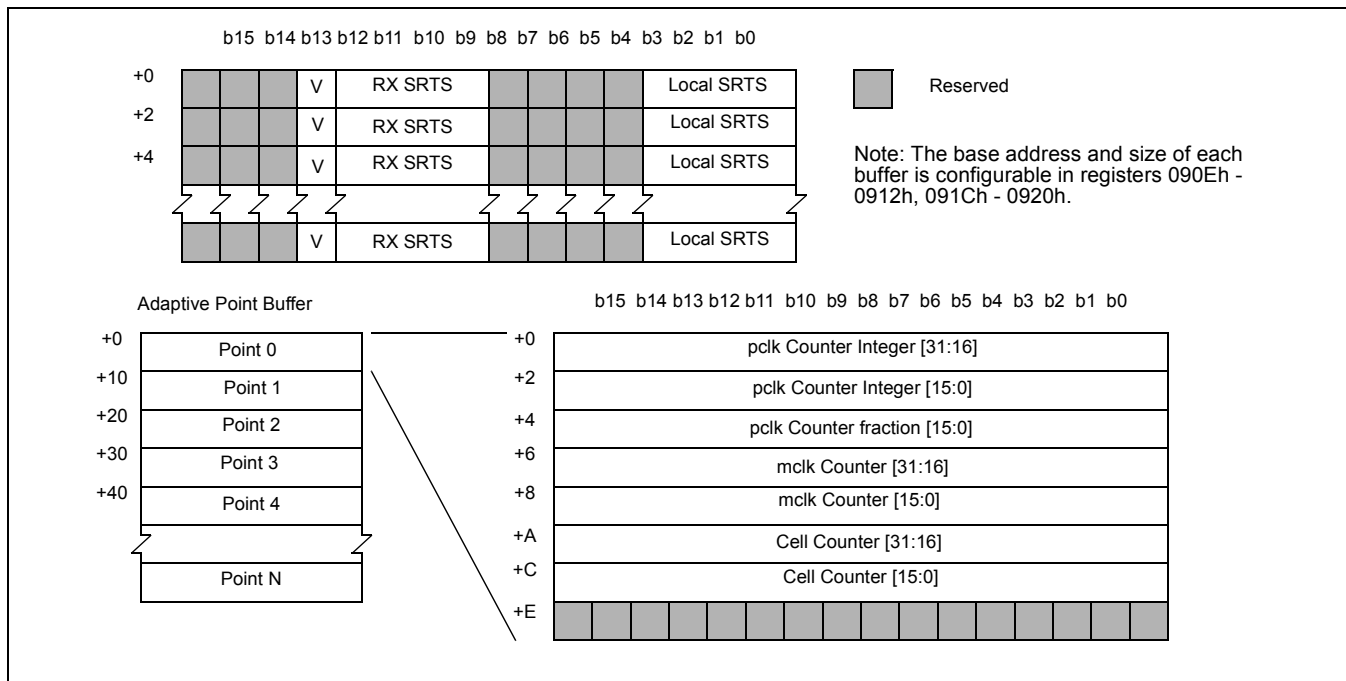 b15 b14 b13 b12 b11 b10 b9 b8 b7 b6 b5 b4 b3 b2 b1 b0
+0 V RX SRTS Local SRTS
+2 V RX SRTS Local SRTS
+4 V RX SRTS Local SRTS
V RX SRTS Local SRTS
Reserved
Note: The base address and size of each
buffer is configurable in registers 090Eh -
0912h, 091Ch - 0920h.
Adaptive Point Buffer
+0 Point 0
+10 Point 1
+20 Point 2
+30 Point 3
+40 Point 4
Point N
b15 b14 b13 b12 b11 b10 b9 b8 b7 b6 b5 b4 b3 b2 b1 b0
+0 pclk Counter Integer [31:16]
+2 pclk Counter Integer [15:0]
+4 pclk Counter fraction [15:0]
+6 mclk Counter [31:16]
+8 mclk Counter [15:0]
+A Cell Counter [31:16]
+C Cell Counter [15:0]
+E